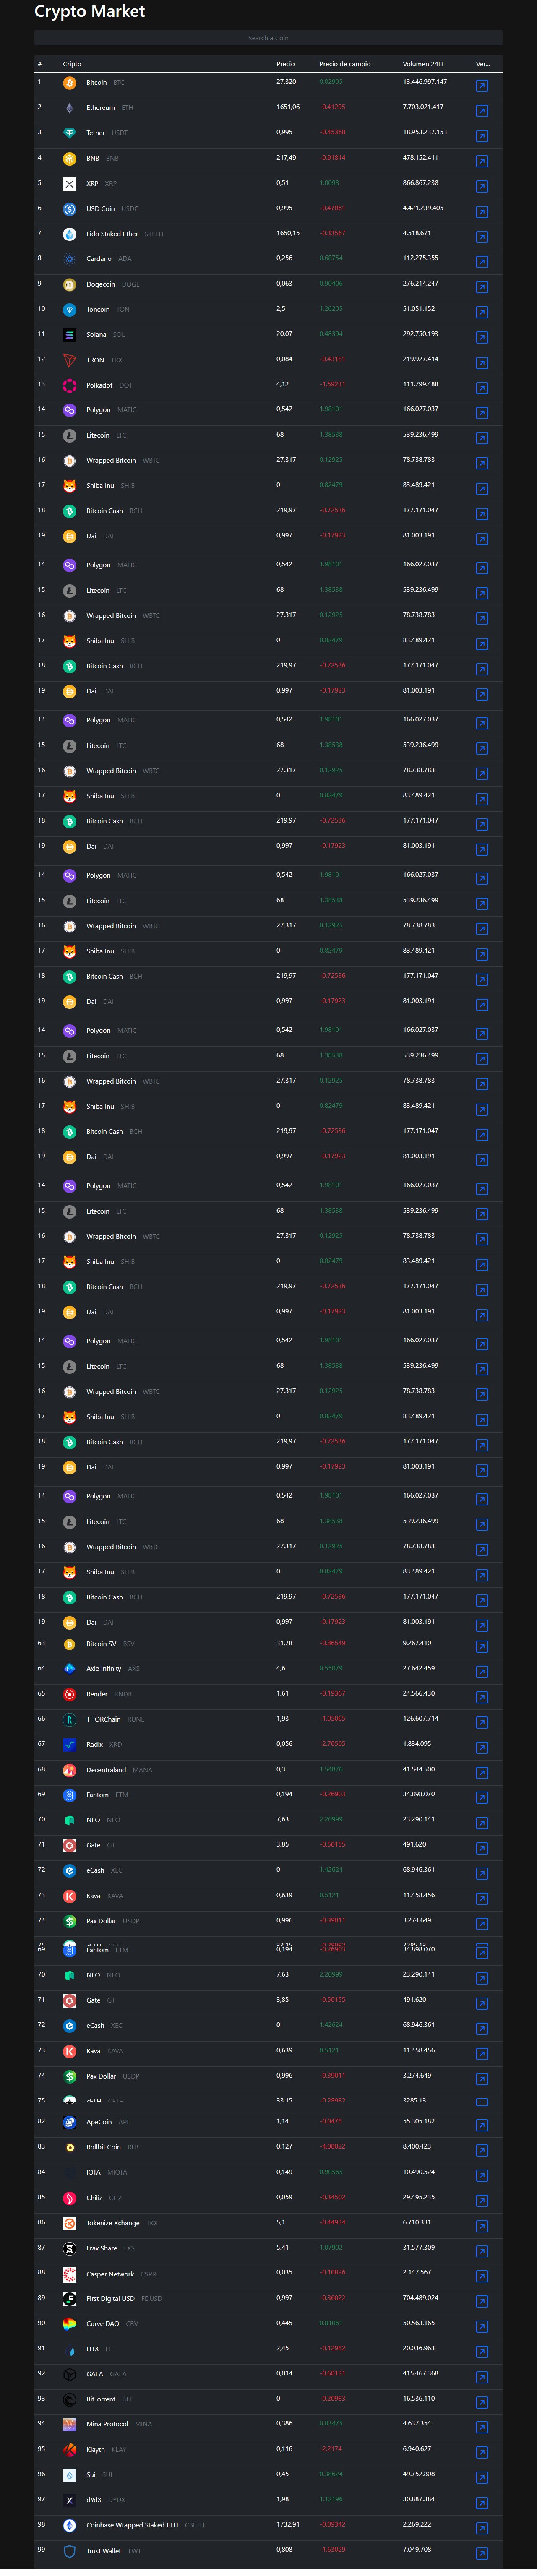 Crypto Market
Search a Coin
# Cripto Precio Precio de cambio Volumen 24H Ver...
1 Bitcoin BTC 27.320 0.02905 13.446.997.147
2 Ethereum ETH 1651,06 -0.41295 7.703.021.417
3 Tether USDT 0,995 -0.45368 18.953.237.153
4 BNB BNB 217,49 -0.91814 478.152.411
5 XRP XRP 0,51 1.0098 866.867.238
6 USD Coin USDC 0,995 -0.47861 4.421.239.405
7 Lido Staked Ether STETH 1650,15 -0.33567 4.518.671
8 Cardano ADA 0,256 0.68754 112.275.355
9 Dogecoin DOGE 0,063 0.90406 276.214.247
10 Toncoin TON 2,5 1.26205 51.051.152
11 Solana SOL 20,07 0.48394 292.750.193
12 TRON TRX 0,084 -0.43181 219.927.414
13 Polkadot DOT 4,12 -1.59231 111.799.488
14 Polygon MATIC 0,542 1.98101 166.027.037
15 Litecoin LTC 68 1.38538 539.236.499
16 Wrapped Bitcoin WBTC 27.317 0.12925 78.738.783
17 Shiba Inu SHIB 0 0.82479 83.489.421
18 Bitcoin Cash BCH 219,97 -0.72536 177.171.047
19 Dai DAI 0,997 -0.17923 81.003.191
14 Polygon MATIC 0,542 1.98101 166.027.037
15 Litecoin LTC 68 1.38538 539.236.499
16 Wrapped Bitcoin WBTC 27.317 0.12925 78.738.783
17 Shiba Inu SHIB 0 0.82479 83.489.421
18 Bitcoin Cash BCH 219,97 -0.72536 177.171.047
19 Dai DAI 0,997 -0.17923 81.003.191
14 Polygon MATIC 0,542 1.98101 166.027.037
15 Litecoin LTC 68 1.38538 539.236.499
16 Wrapped Bitcoin WBTC 27.317 0.12925 78.738.783
17 Shiba Inu SHIB 0 0.82479 83.489.421
18 Bitcoin Cash BCH 219,97 -0.72536 177.171.047
19 Dai DAI 0,997 -0.17923 81.003.191
14 Polygon MATIC 0,542 1.98101 166.027.037
15 Litecoin LTC 68 1.38538 539.236.499
16 Wrapped Bitcoin WBTC 27.317 0.12925 78.738.783
17 Shiba Inu SHIB 0 0.82479 83.489.421
18 Bitcoin Cash BCH 219,97 -0.72536 177.171.047
19 Dai DAI 0,997 -0.17923 81.003.191
14 Polygon MATIC 0,542 1.98101 166.027.037
15 Litecoin LTC 68 1.38538 539.236.499
16 Wrapped Bitcoin WBTC 27.317 0.12925 78.738.783
17 Shiba Inu SHIB 0 0.82479 83.489.421
18 Bitcoin Cash BCH 219,97 -0.72536 177.171.047
19 Dai DAI 0,997 -0.17923 81.003.191
14 Polygon MATIC 0,542 1.98101 166.027.037
15 Litecoin LTC 68 1.38538 539.236.499
16 Wrapped Bitcoin WBTC 27.317 0.12925 78.738.783
17 Shiba Inu SHIB 0 0.82479 83.489.421
18 Bitcoin Cash BCH 219,97 -0.72536 177.171.047
19 Dai DAI 0,997 -0.17923 81.003.191
14 Polygon MATIC 0,542 1.98101 166.027.037
15 Litecoin LTC 68 1.38538 539.236.499
16 Wrapped Bitcoin WBTC 27.317 0.12925 78.738.783
17 Shiba Inu SHIB 0 0.82479 83.489.421
18 Bitcoin Cash BCH 219,97 -0.72536 177.171.047
19 Dai DAI 0,997 -0.17923 81.003.191
14 Polygon MATIC 0,542 1.98101 166.027.037
15 Litecoin LTC 68 1.38538 539.236.499
16 Wrapped Bitcoin WBTC 27.317 0.12925 78.738.783
17 Shiba Inu SHIB 0 0.82479 83.489.421
18 Bitcoin Cash BCH 219,97 -0.72536 177.171.047
19 Dai DAI 0,997 -0.17923 81.003.191
63 Bitcoin SV BSV 31,78 -0.86549 9.267.410
64 Axie Infinity AXS 4,6 0.55079 27.642.459
65 Render RNDR 1,61 -0.19367 24.566.430
66 THORChain RUNE 1,93 -1.05065 126.607.714
67 Radix XRD 0,056 -2.70505 1.834.095
68 Decentraland MANA 0,3 1.54876 41.544.500
69 Fantom FTM 0,194 -0.26903 34.898.070
70 NEO NEO 7,63 2.20999 23.290.141
71 Gate GT 3,85 -0.50155 491.620
72 eCash XEC 0 1.42624 68.946.361
73 Kava KAVA 0,639 0.5121 11.458.456
74 Pax Dollar USDP 0,996 -0.39011 3.274.649
75 cETH CETH 33,15 -0.28982 3285,13
69 Fantom FTM 0,194 -0.26903 34.898.070
70 NEO NEO 7,63 2.20999 23.290.141
71 Gate GT 3,85 -0.50155 491.620
72 eCash XEC 0 1.42624 68.946.361
73 Kava KAVA 0,639 0.5121 11.458.456
74 Pax Dollar USDP 0,996 -0.39011 3.274.649
75 cETH CETH 33,15 -0.28982 3285,13
82 ApeCoin APE 1,14 -0.0478 55.305.182
83 Rollbit Coin RLB 0,127 -4.08022 8.400.423
84 IOTA MIOTA 0,149 0.90565 10.490.524
85 Chiliz CHZ 0,059 -0.34502 29.495.235
86 Tokenize Xchange TKX 5,1 -0.44934 6.710.331
87 Frax Share FXS 5,41 1.07902 31.577.309
88 Casper Network CSPR 0,035 -0.10826 2.147.567
89 First Digital USD FDUSD 0,997 -0.36022 704.489.024
90 Curve DAO CRV 0,445 0.81061 50.563.165
91 HTX HT 2,45 -0.12982 20.036.963
92 GALA GALA 0,014 -0.68131 415.467.368
93 BitTorrent BTT 0 -0.20983 16.536.110
94 Mina Protocol MINA 0,386 0.83471 4.637.354
95 Klaytn KLAY 0,116 -2.2174 6.940.627
96 Sui SUI 0,45 0.38624 49.752.808
97 dYdX DYDX 1,98 1.12196 30.887.384
98 Coinbase Wrapped Staked ETH CBETH 1732,91 -0.09342 2.269.222
99 Trust Wallet TWT 0,808 -1.63029 7.049.708